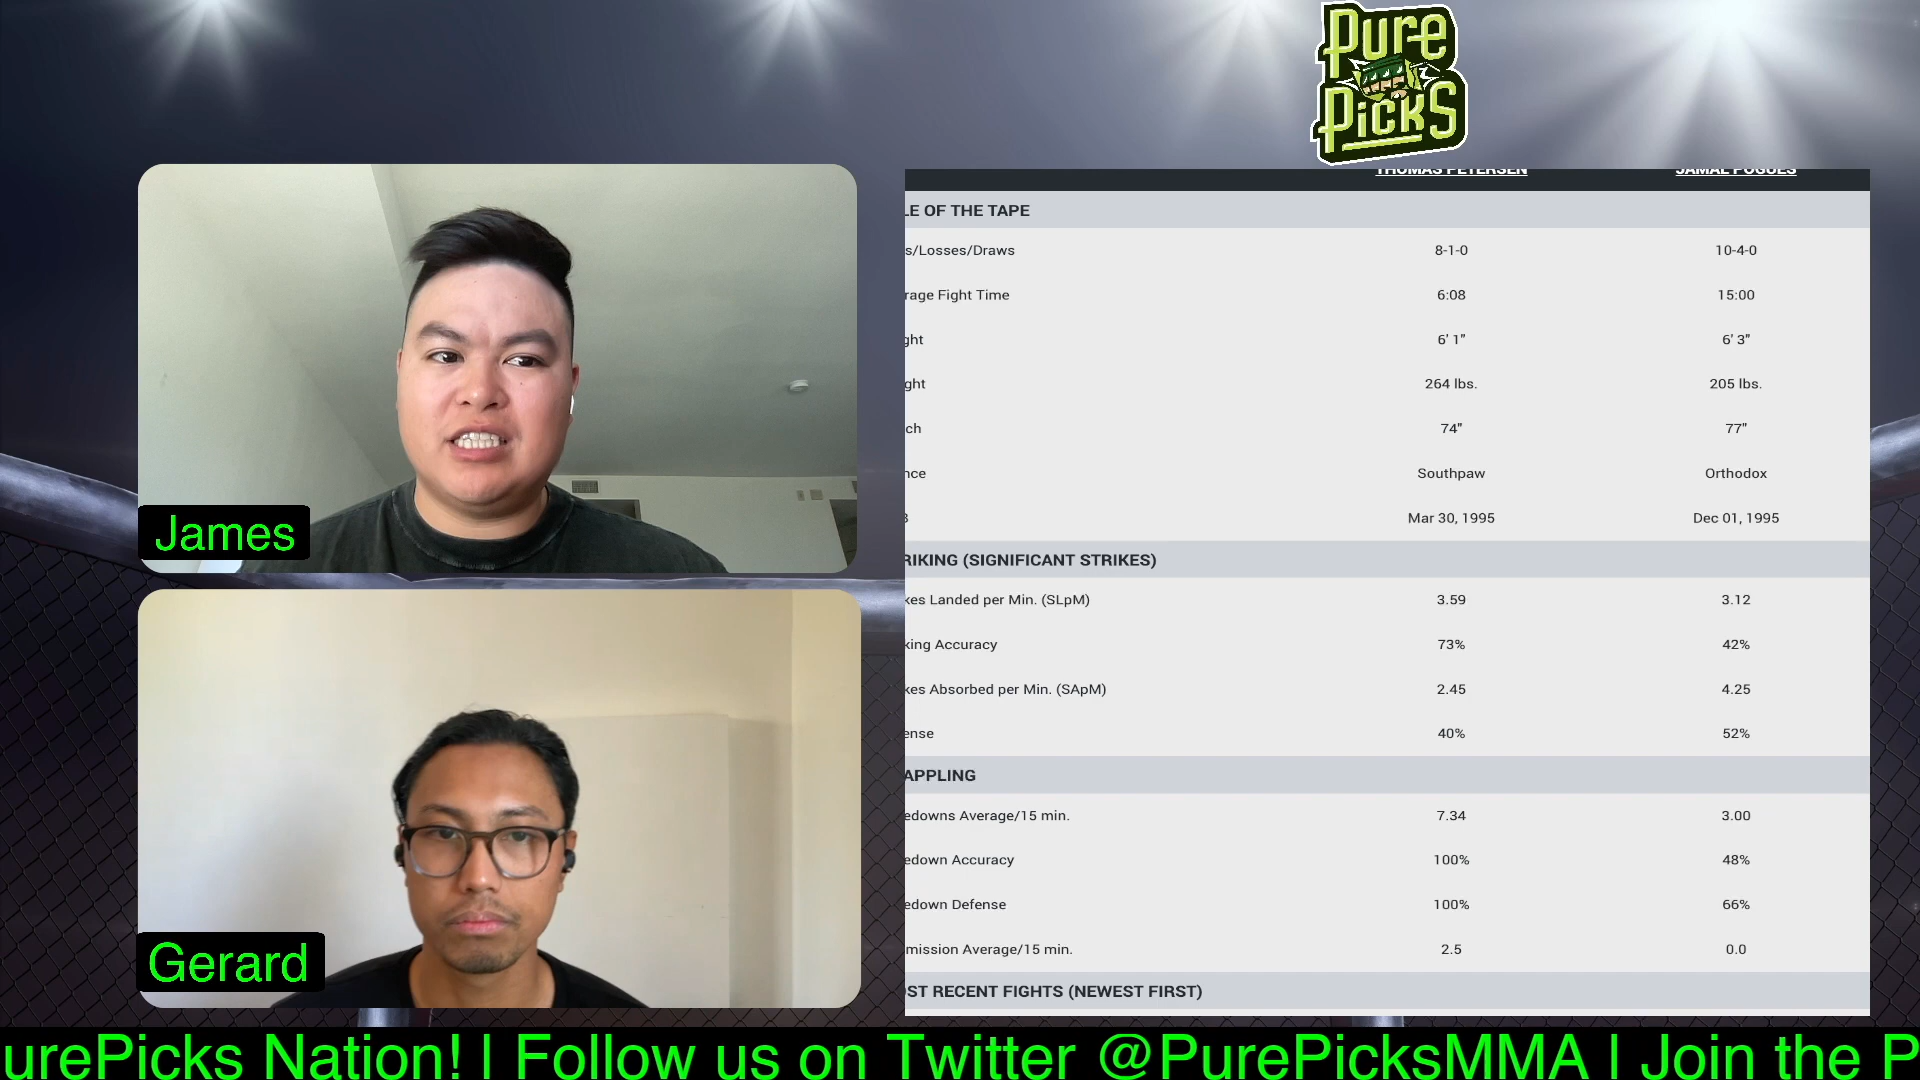 Pure
Picks
James
Gerard
THOMAS PETERSEN JAMAL POGUES
LE OF THE TAPE
s/Losses/Draws 8-1-0 10-4-0
rage Fight Time 6:08 15:00
ght 6' 1" 6' 3"
ght 264 lbs. 205 lbs.
ch 74" 77"
nce Southpaw Orthodox
B Mar 30, 1995 Dec 01, 1995
RIKING (SIGNIFICANT STRIKES)
kes Landed per Min. (SLpM) 3.59 3.12
king Accuracy 73% 42%
kes Absorbed per Min. (SApM) 2.45 4.25
ense 40% 52%
APPLING
edowns Average/15 min. 7.34 3.00
edown Accuracy 100% 48%
edown Defense 100% 66%
mission Average/15 min. 2.5 0.0
OST RECENT FIGHTS (NEWEST FIRST)
urePicks Nation! | Follow us on Twitter @PurePicksMMA | Join the P